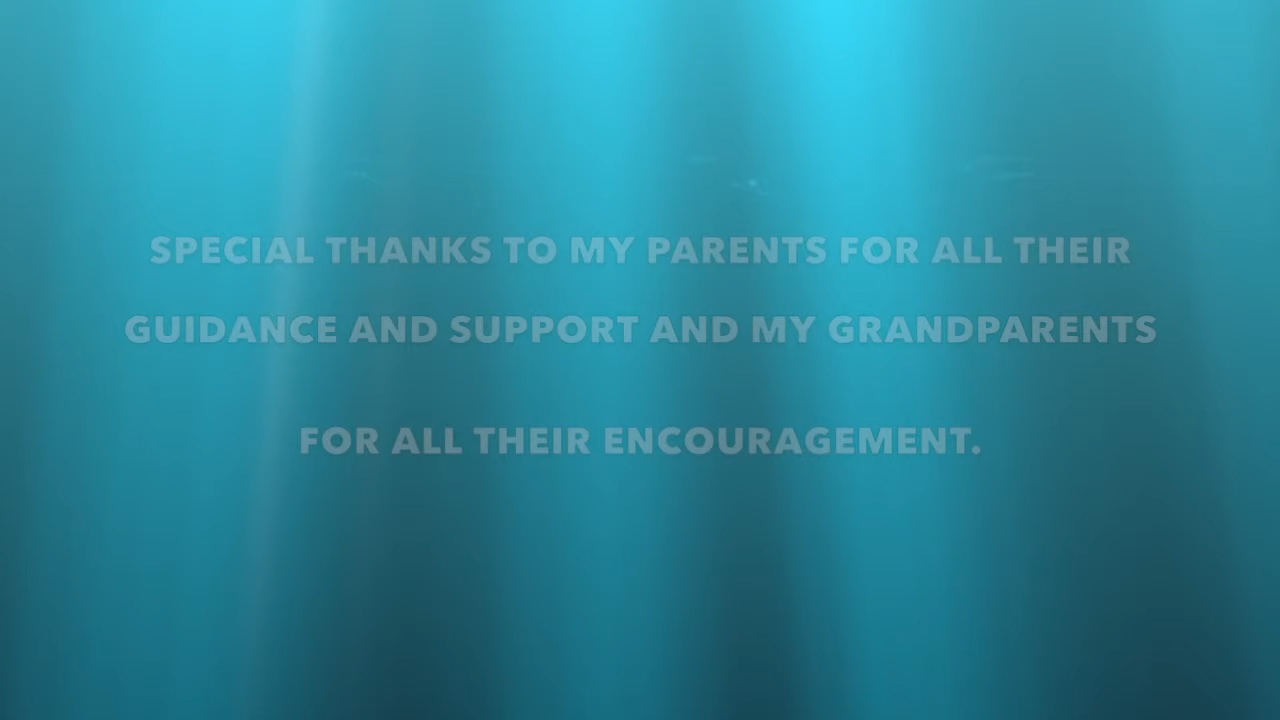 SPECIAL THANKS TO MY PARENTS FOR ALL THEIR
GUIDANCE AND SUPPORT AND MY GRANDPARENTS
FOR ALL THEIR ENCOURAGEMENT.